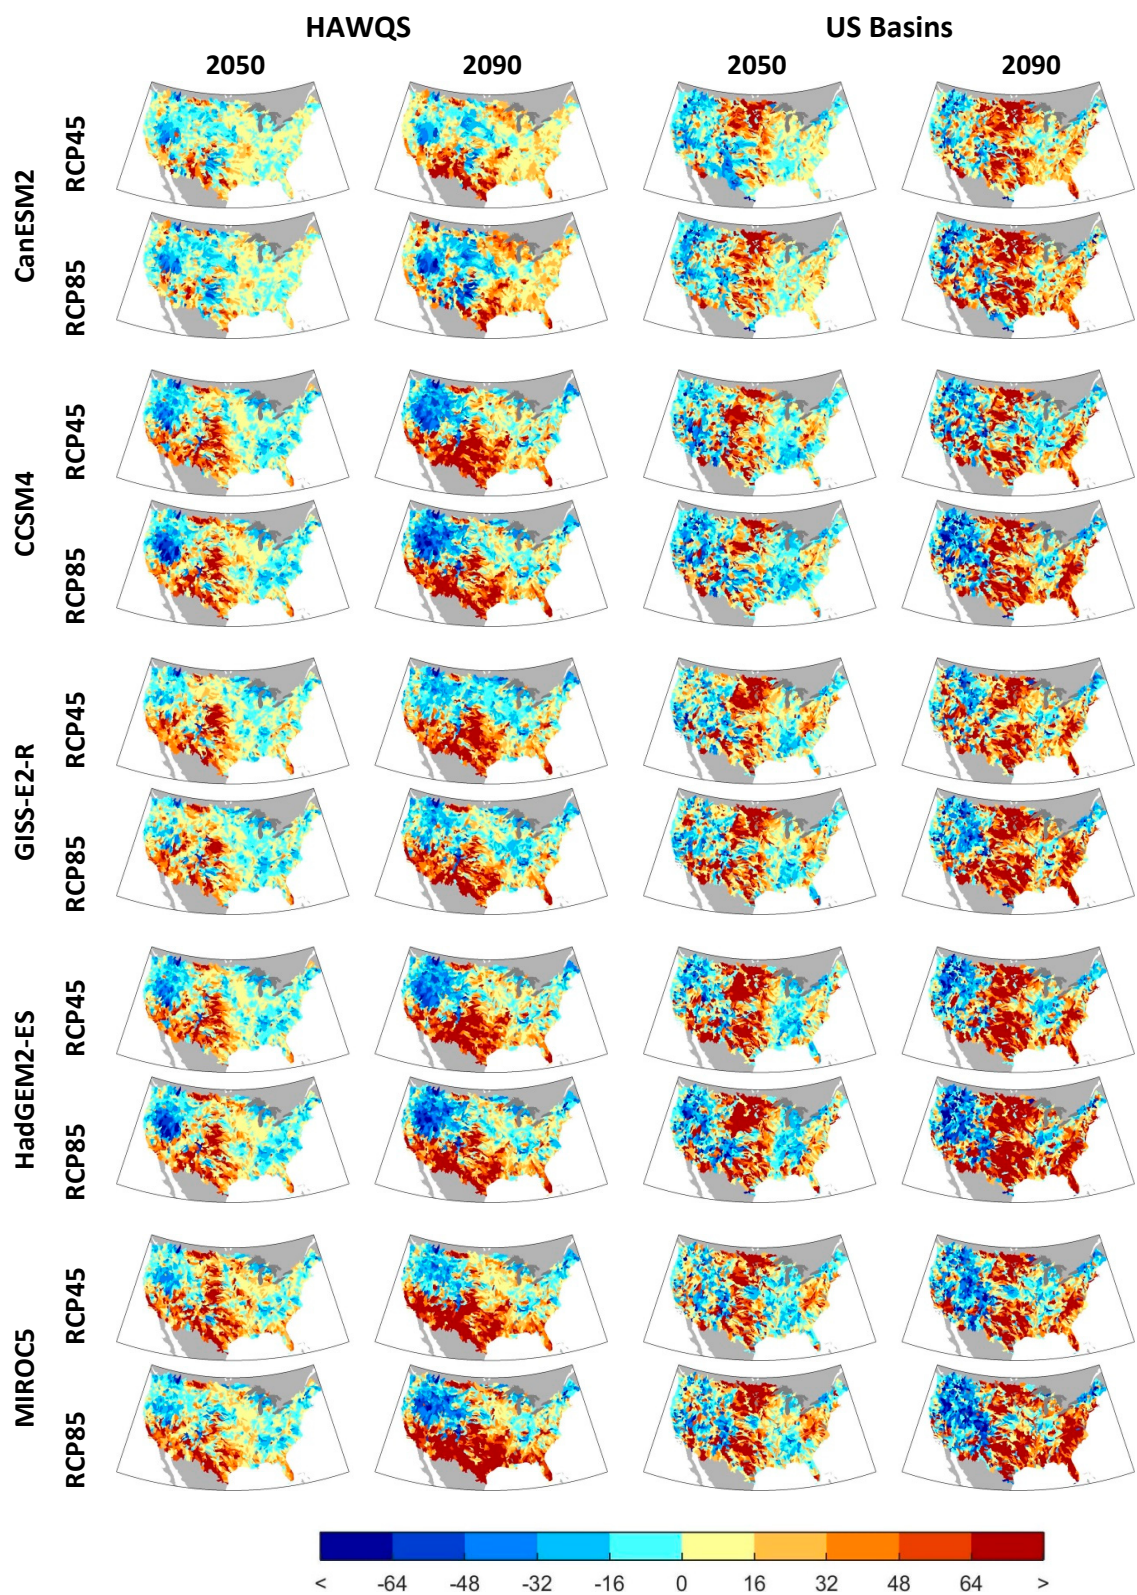 HAWQS US Basins
2050 2090 2050 2090
CanESM2
RCP45
RCP85
CCSM4
RCP45
RCP85
GISS-E2-R
RCP45
RCP85
HadGEM2-ES
RCP45
RCP85
MIROC5
RCP45
RCP85
< -64 -48 -32 -16 0 16 32 48 64 >